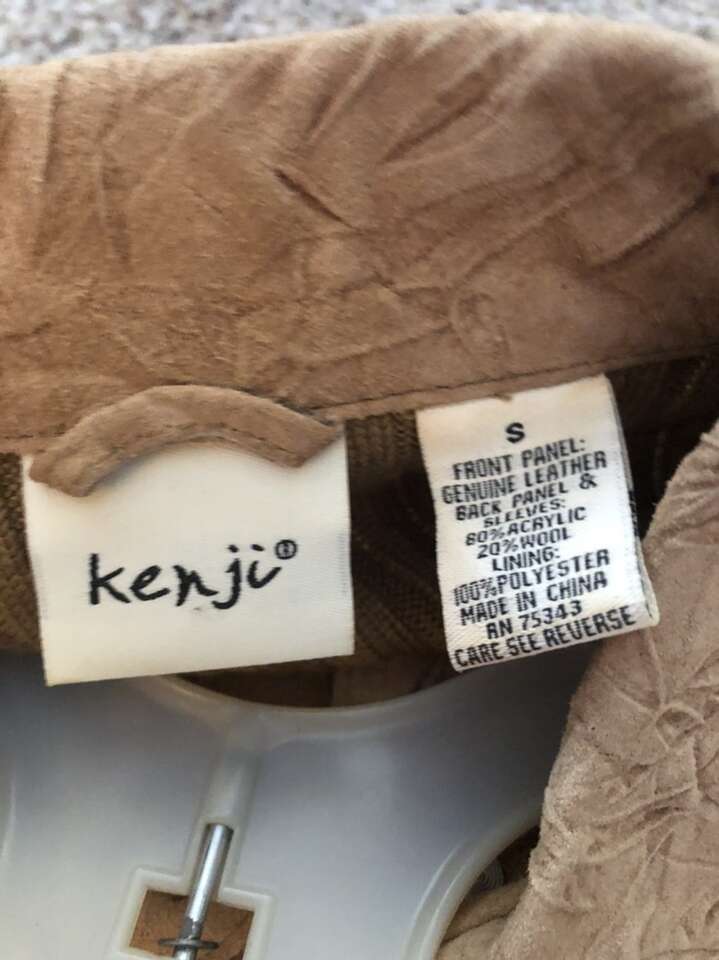 kenji®
S
FRONT PANEL:
GENUINE LEATHER
BACK PANEL &
SLEEVES:
80%ACRYLIC
20%WOOL
LINING:
100%POLYESTER
MADE IN CHINA
RN 75343
CARE SEE REVERSE